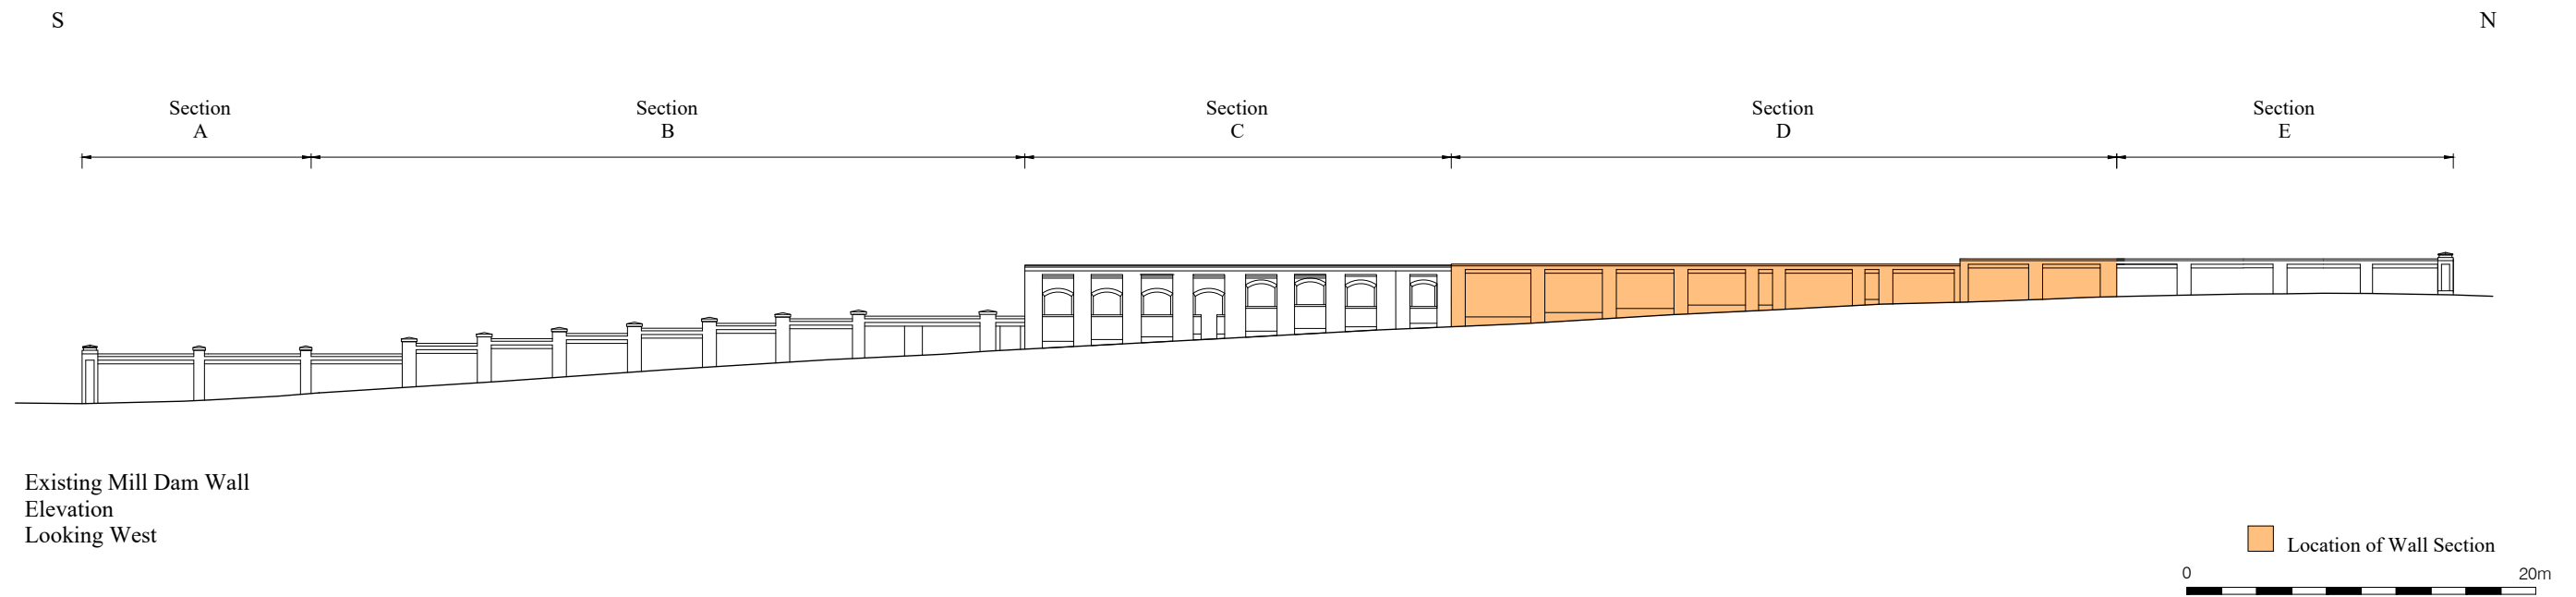 S
N
Section
A
Section
B
Section
C
Section
D
Section
E
Existing Mill Dam Wall
Elevation
Looking West
Location of Wall Section
0
20m